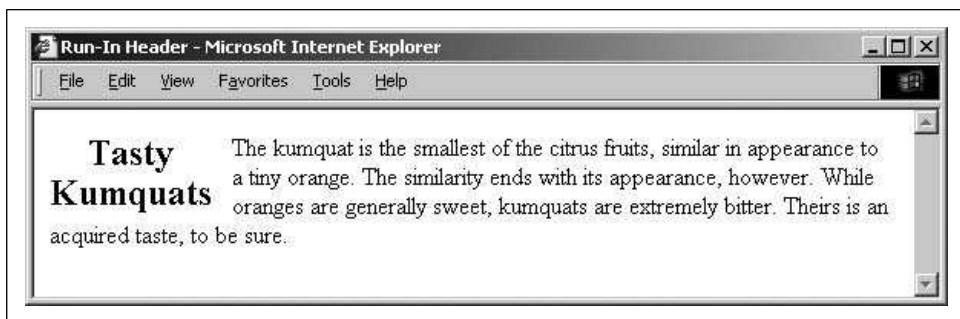 Run-In Header - Microsoft Internet Explorer
File Edit View Favorites Tools Help
Tasty
Kumquats
The kumquat is the smallest of the citrus fruits, similar in appearance to
a tiny orange. The similarity ends with its appearance, however. While
oranges are generally sweet, kumquats are extremely bitter. Theirs is an
acquired taste, to be sure.